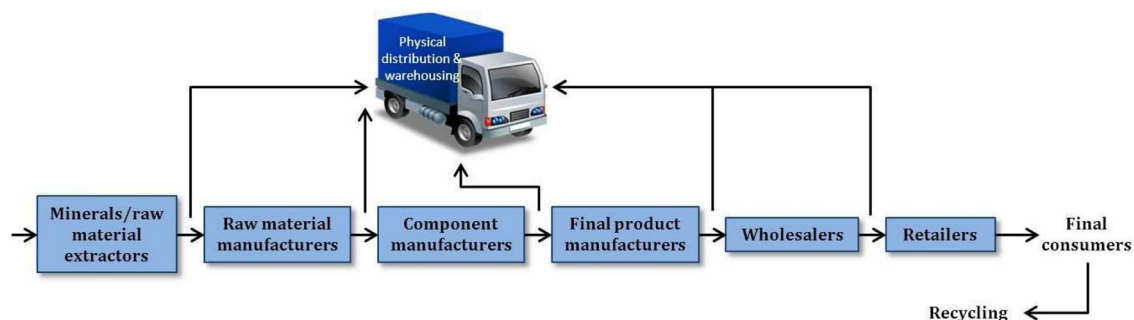 Physical
distribution &
warehousing
Minerals/raw
material
extractors
Raw material
manufacturers
Component
manufacturers
Final product
manufacturers
Wholesalers
Retailers
Final
consumers
Recycling